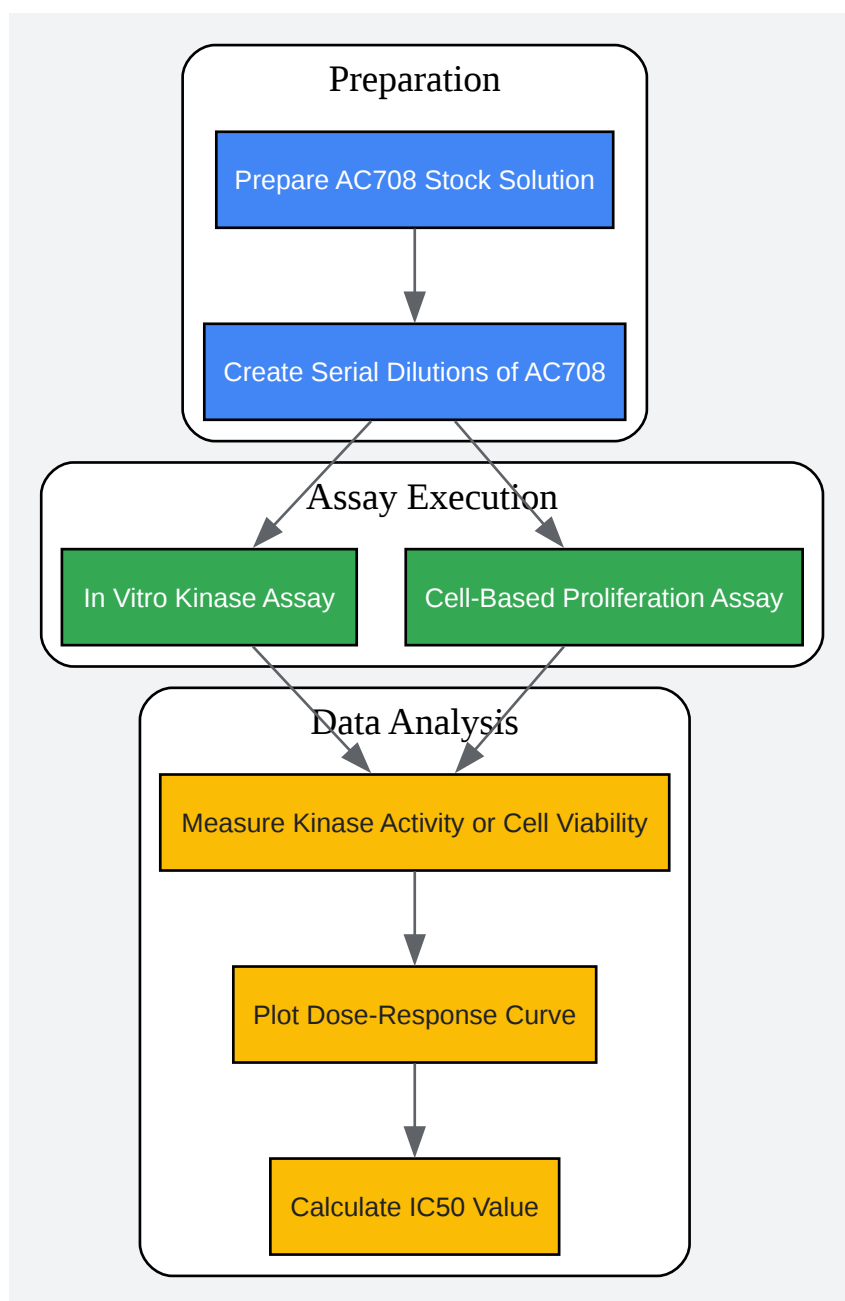 Preparation
Prepare AC708 Stock Solution
Create Serial Dilutions of AC708
Assay Execution
In Vitro Kinase Assay
Cell-Based Proliferation Assay
Data Analysis
Measure Kinase Activity or Cell Viability
Plot Dose-Response Curve
Calculate IC50 Value